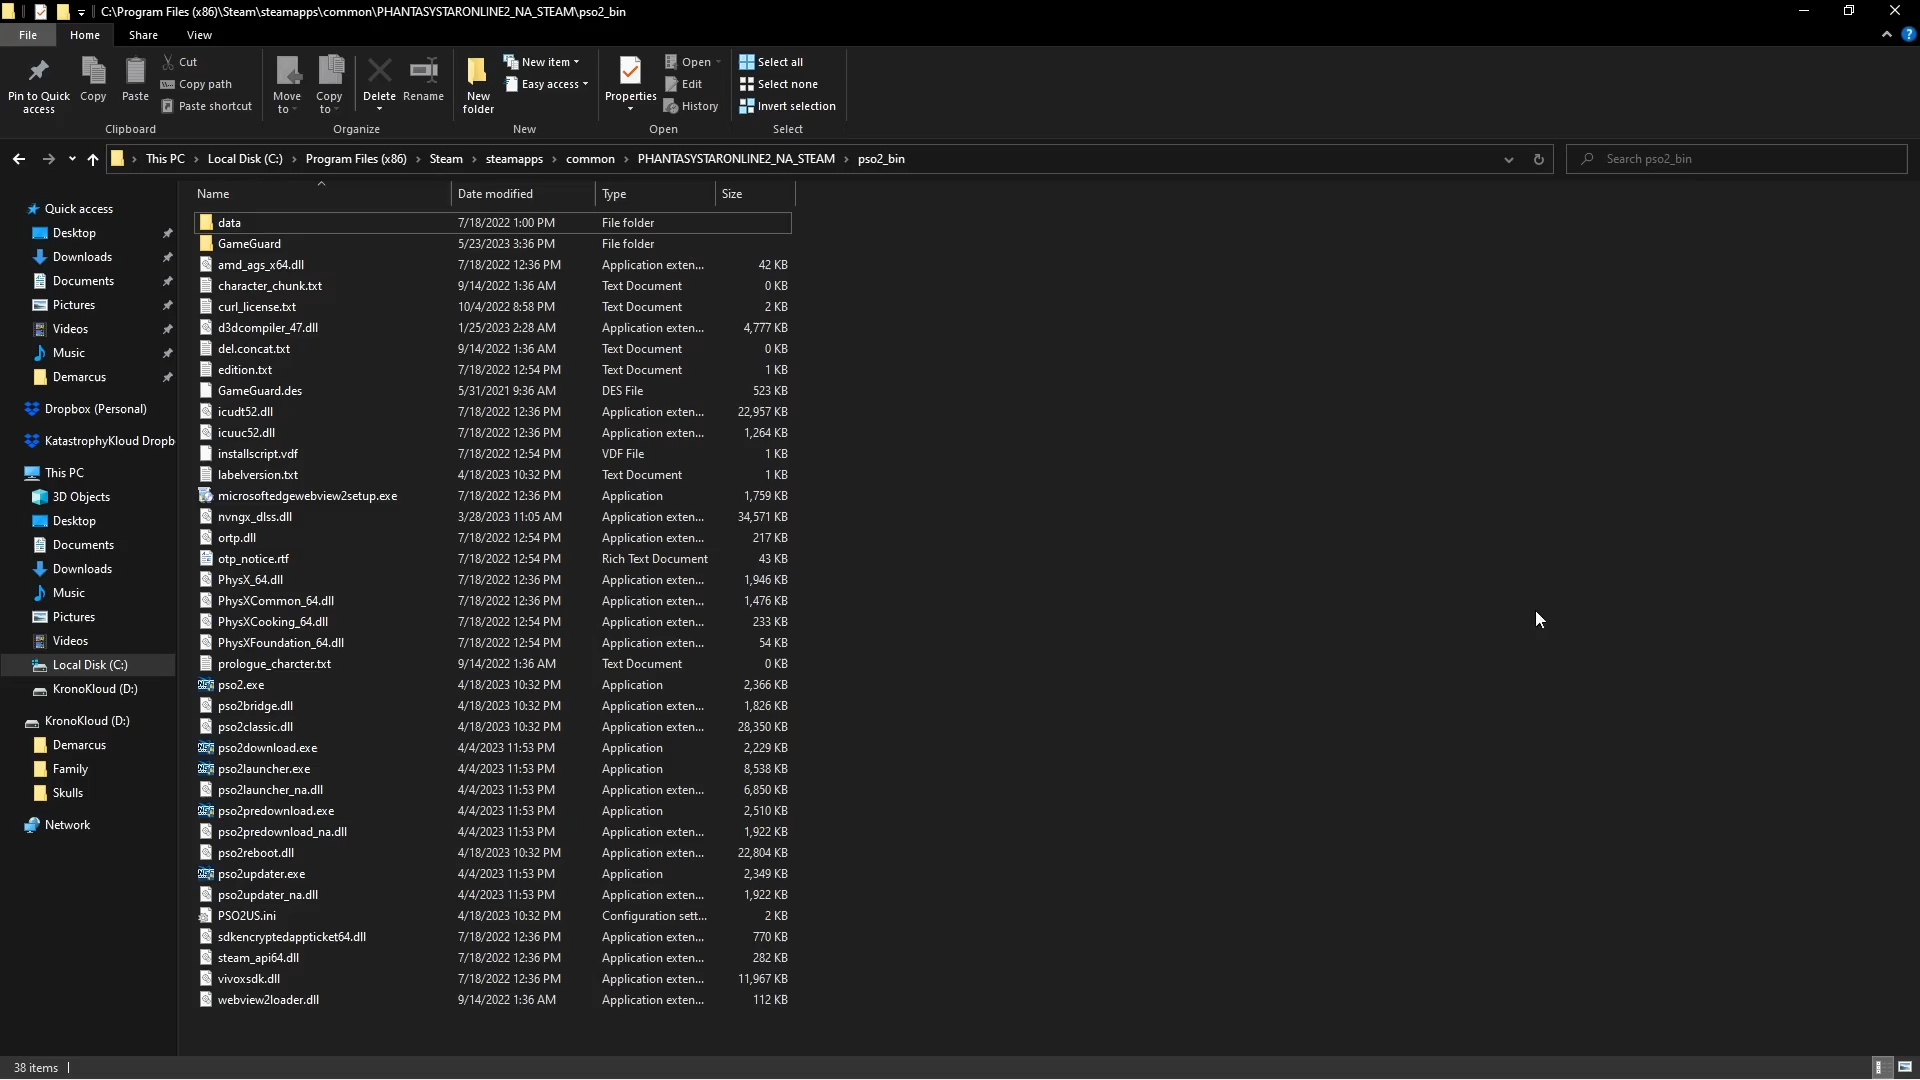 C:\Program Files (x86)\Steam\steamapps\common\PHANTASYSTARONLINE2_NA_STEAM\pso2_bin
File Home Share View
Pin to Quick access
Copy
Paste
Cut
Copy path
Paste shortcut
Clipboard
Move to
Copy to
Delete
Rename
Organize
New folder
New item
Easy access
New
Properties
Open
Edit
History
Open
Select all
Select none
Invert selection
Select
This PC › Local Disk (C:) › Program Files (x86) › Steam › steamapps › common › PHANTASYSTARONLINE2_NA_STEAM › pso2_bin
Search pso2_bin
Quick access
Desktop
Downloads
Documents
Pictures
Videos
Music
Demarcus
Dropbox (Personal)
KatastrophyKloud Dropb
This PC
3D Objects
Desktop
Documents
Downloads
Music
Pictures
Videos
Local Disk (C:)
KronoKloud (D:)
KronoKloud (D:)
Demarcus
Family
Skulls
Network
Name Date modified Type Size
data 7/18/2022 1:00 PM File folder
GameGuard 5/23/2023 3:36 PM File folder
amd_ags_x64.dll 7/18/2022 12:36 PM Application exten... 42 KB
character_chunk.txt 9/14/2022 1:36 AM Text Document 0 KB
curl_license.txt 10/4/2022 8:58 PM Text Document 2 KB
d3dcompiler_47.dll 1/25/2023 2:28 AM Application exten... 4,777 KB
del.concat.txt 9/14/2022 1:36 AM Text Document 0 KB
edition.txt 7/18/2022 12:54 PM Text Document 1 KB
GameGuard.des 5/31/2021 9:36 AM DES File 523 KB
icudt52.dll 7/18/2022 12:36 PM Application exten... 22,957 KB
icuuc52.dll 7/18/2022 12:36 PM Application exten... 1,264 KB
installscript.vdf 7/18/2022 12:54 PM VDF File 1 KB
labelversion.txt 4/18/2023 10:32 PM Text Document 1 KB
microsoftedgewebview2setup.exe 7/18/2022 12:36 PM Application 1,759 KB
nvngx_dlss.dll 3/28/2023 11:05 AM Application exten... 34,571 KB
ortp.dll 7/18/2022 12:54 PM Application exten... 217 KB
otp_notice.rtf 7/18/2022 12:54 PM Rich Text Document 43 KB
PhysX_64.dll 7/18/2022 12:36 PM Application exten... 1,946 KB
PhysXCommon_64.dll 7/18/2022 12:36 PM Application exten... 1,476 KB
PhysXCooking_64.dll 7/18/2022 12:54 PM Application exten... 233 KB
PhysXFoundation_64.dll 7/18/2022 12:54 PM Application exten... 54 KB
prologue_charcter.txt 9/14/2022 1:36 AM Text Document 0 KB
pso2.exe 4/18/2023 10:32 PM Application 2,366 KB
pso2bridge.dll 4/18/2023 10:32 PM Application exten... 1,826 KB
pso2classic.dll 4/18/2023 10:32 PM Application exten... 28,350 KB
pso2download.exe 4/4/2023 11:53 PM Application 2,229 KB
pso2launcher.exe 4/4/2023 11:53 PM Application 8,538 KB
pso2launcher_na.dll 4/4/2023 11:53 PM Application exten... 6,850 KB
pso2predownload.exe 4/4/2023 11:53 PM Application 2,510 KB
pso2predownload_na.dll 4/4/2023 11:53 PM Application exten... 1,922 KB
pso2reboot.dll 4/18/2023 10:32 PM Application exten... 22,804 KB
pso2updater.exe 4/4/2023 11:53 PM Application 2,349 KB
pso2updater_na.dll 4/4/2023 11:53 PM Application exten... 1,922 KB
PSO2US.ini 4/18/2023 10:32 PM Configuration sett... 2 KB
sdkencryptedappticket64.dll 7/18/2022 12:36 PM Application exten... 770 KB
steam_api64.dll 7/18/2022 12:36 PM Application exten... 282 KB
vivoxsdk.dll 7/18/2022 12:36 PM Application exten... 11,967 KB
webview2loader.dll 9/14/2022 1:36 AM Application exten... 112 KB
38 items